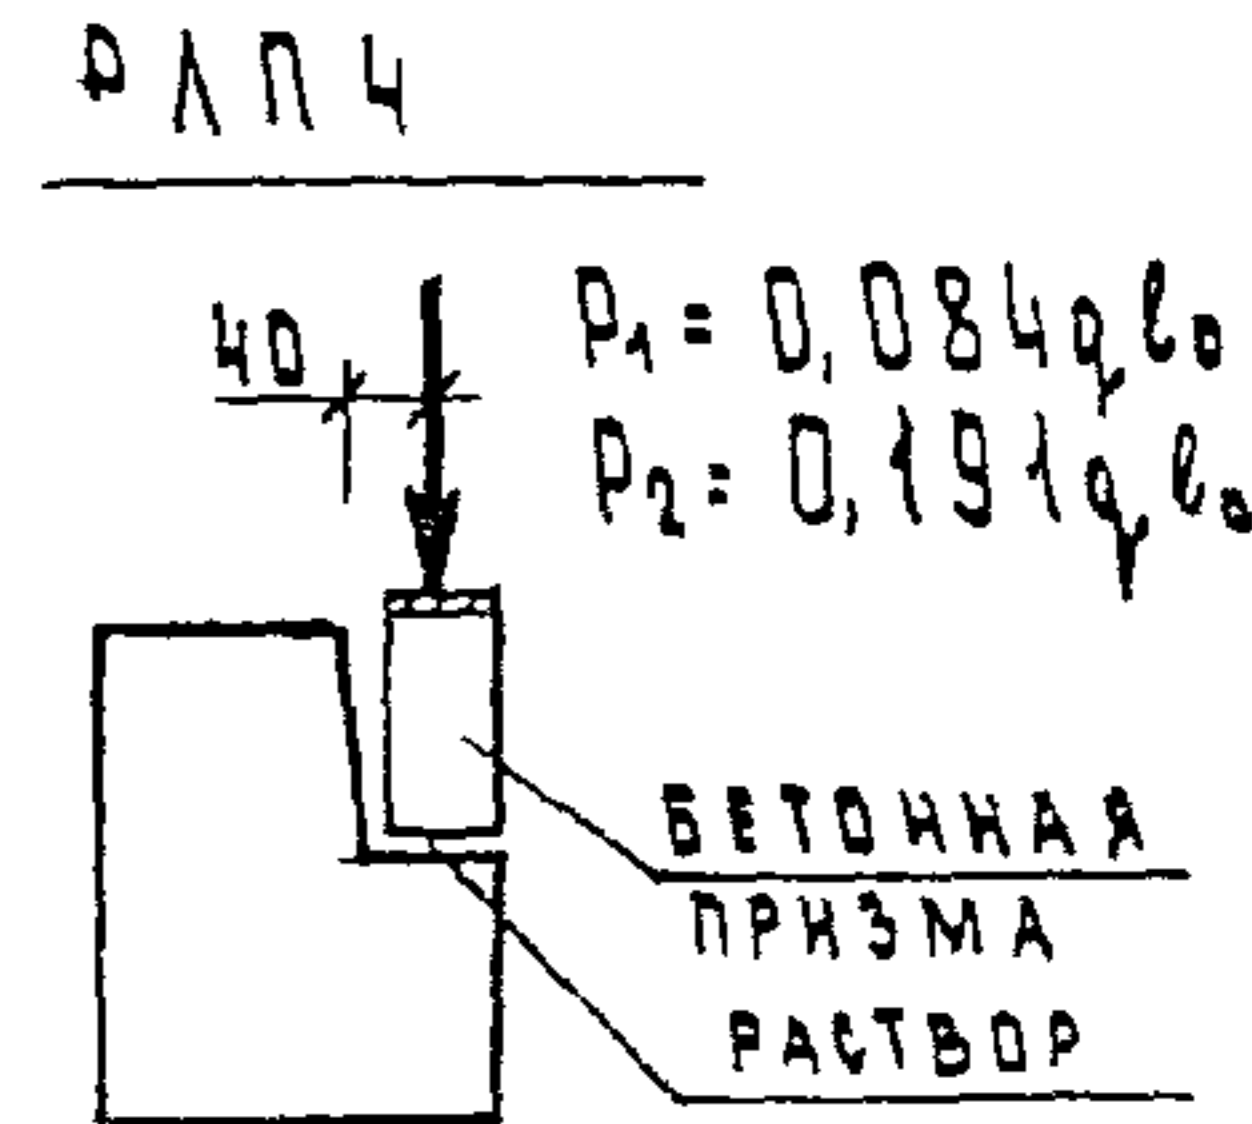 РЛП4
40
P₁= 0,084qℓ₀
P₂= 0,191qℓ₀
БЕТОННАЯ
ПРИЗМА
РАСТВОР